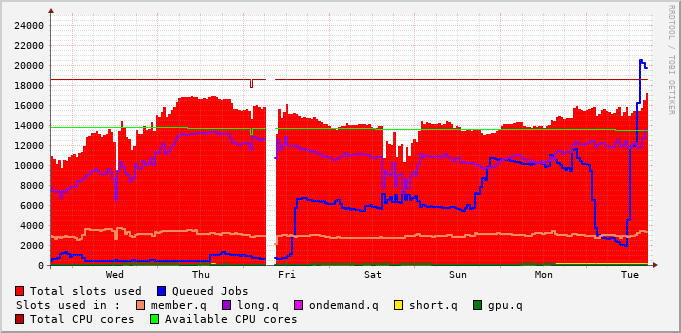 RRDTOOL / TOBI OETIKER
24000
22000
20000
18000
16000
14000
12000
10000
8000
6000
4000
2000
0
Wed Thu Fri Sat Sun Mon Tue
Total slots used Queued Jobs
Slots used in : member.q long.q ondemand.q short.q gpu.q
Total CPU cores Available CPU cores